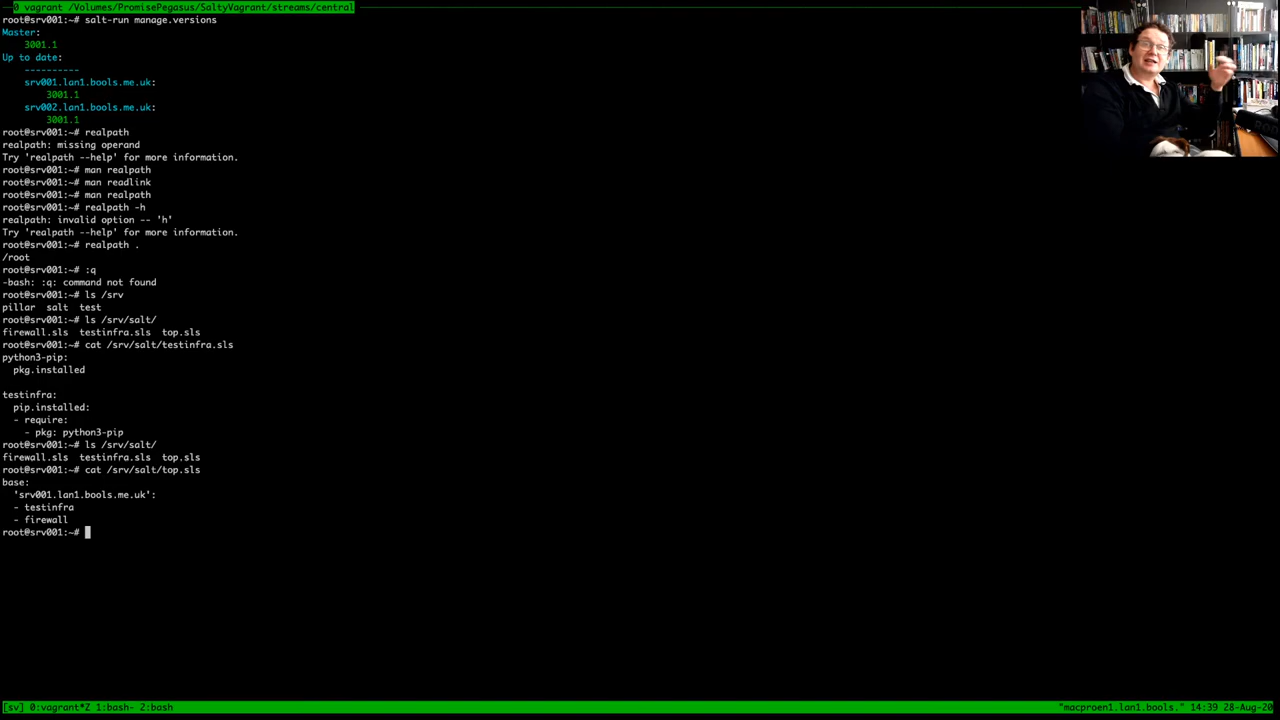 0 vagrant /Volumes/PromisePegasus/SaltyVagrant/streams/central
root@srv001:~# salt-run manage.versions
Master:
    3001.1
Up to date:
    ----------
    srv001.lan1.bools.me.uk:
        3001.1
    srv002.lan1.bools.me.uk:
        3001.1
root@srv001:~# realpath
realpath: missing operand
Try 'realpath --help' for more information.
root@srv001:~# man realpath
root@srv001:~# man readlink
root@srv001:~# man realpath
root@srv001:~# realpath -h
realpath: invalid option -- 'h'
Try 'realpath --help' for more information.
root@srv001:~# realpath .
/root
root@srv001:~# :q
-bash: :q: command not found
root@srv001:~# ls /srv
pillar  salt  test
root@srv001:~# ls /srv/salt/
firewall.sls  testinfra.sls  top.sls
root@srv001:~# cat /srv/salt/testinfra.sls
python3-pip:
  pkg.installed

testinfra:
  pip.installed:
  - require:
    - pkg: python3-pip
root@srv001:~# ls /srv/salt/
firewall.sls  testinfra.sls  top.sls
root@srv001:~# cat /srv/salt/top.sls
base:
  'srv001.lan1.bools.me.uk':
  - testinfra
  - firewall
root@srv001:~#
[sv] 0:vagrant*Z 1:bash- 2:bash "macproen1.lan1.bools." 14:39 28-Aug-20